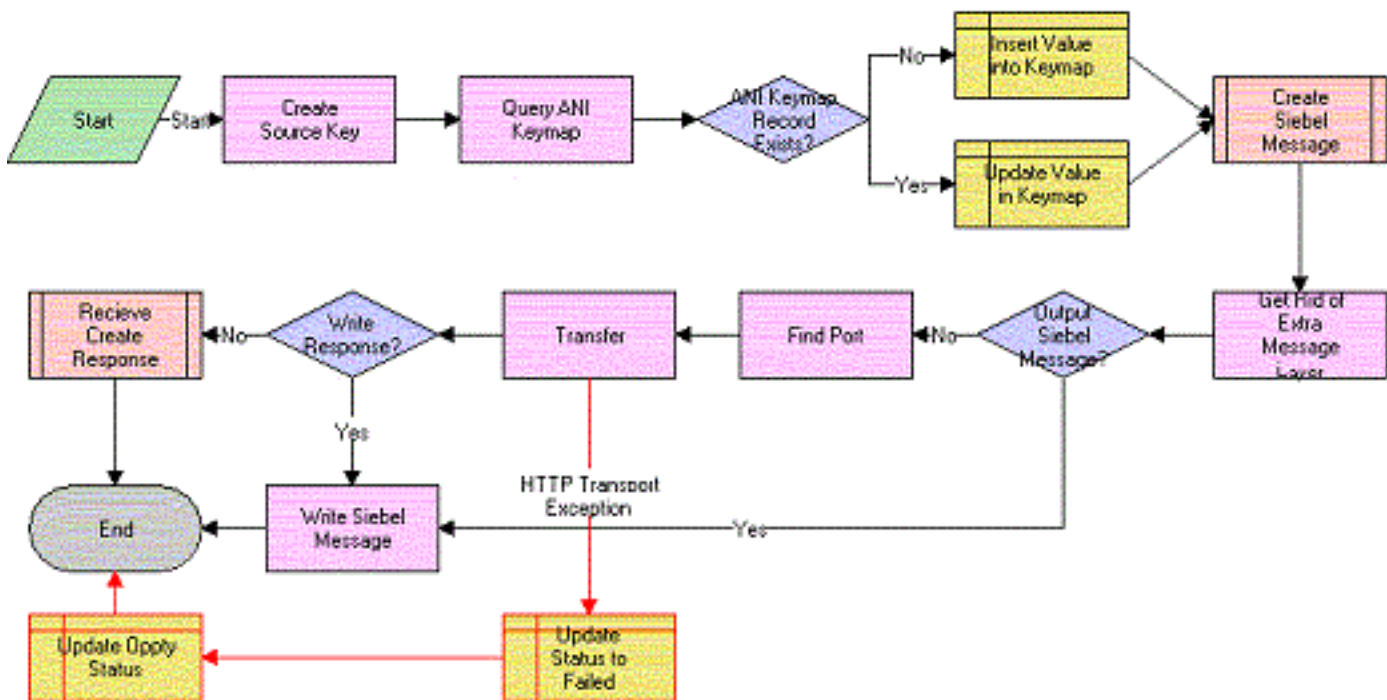 Start
Start
Create
Source Key
Query ANI
Keymap
ANI Keymap
Record
Exists?
No
Insert Value
into Keymap
Yes
Update Value
in Keymap
Create
Siebel
Message
Recieve
Create
Response
No
Write
Response?
Transfer
Find Port
No
Output
Siebel
Message?
Get Rid of
Extra
Message
Layer
Yes
End
Write Siebel
Message
HTTP Transport
Exception
Yes
Update Oppty
Status
Update
Status to
Failed